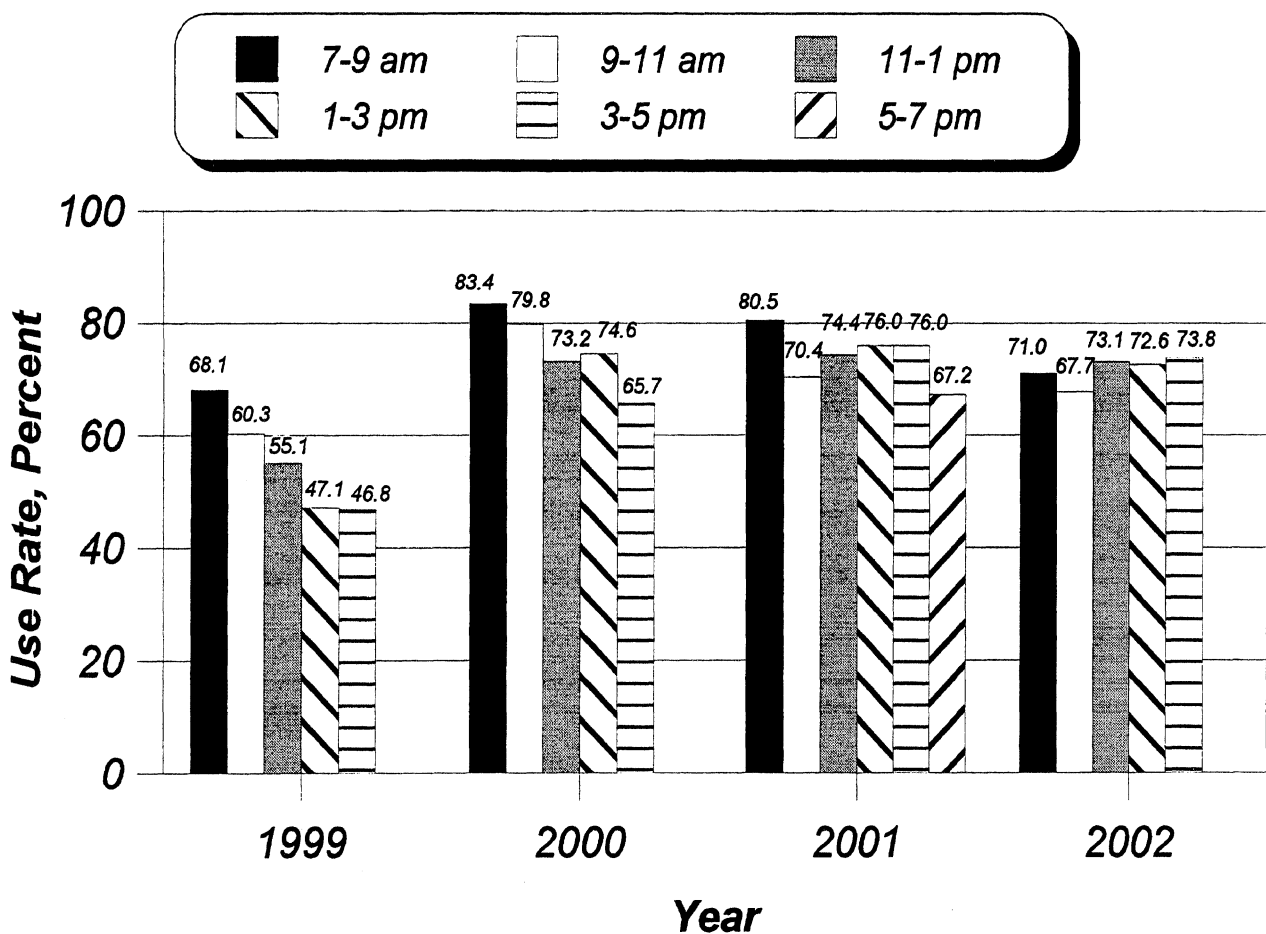 7-9 am 9-11 am 11-1 pm
1-3 pm 3-5 pm 5-7 pm
Use Rate, Percent
100
80
60
40
20
0
68.1 60.3 55.1 47.1 46.8
83.4 79.8 73.2 74.6 65.7
80.5 70.4 74.4 76.0 76.0 67.2
71.0 67.7 73.1 72.6 73.8
1999 2000 2001 2002
Year